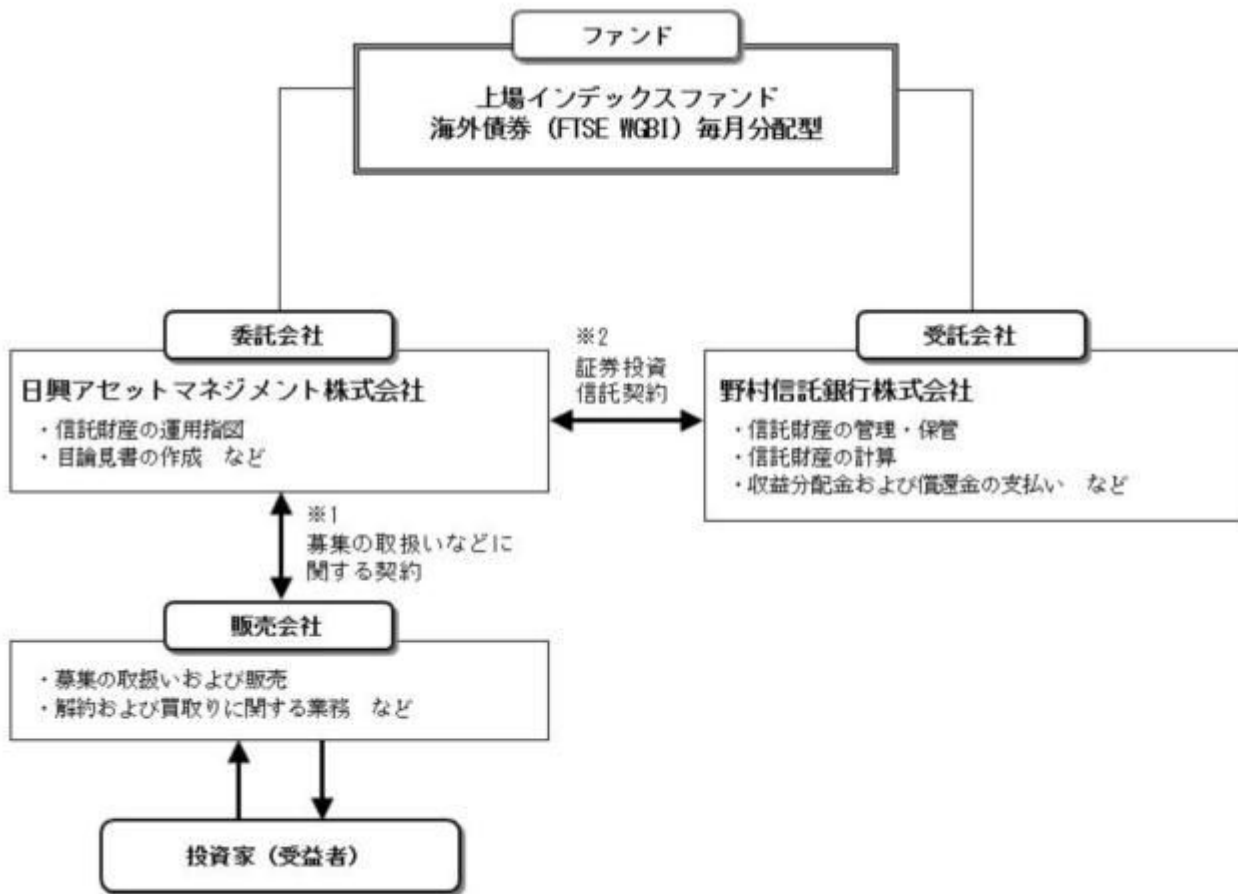 ファンド
上場インデックスファンド
海外債券（FTSE WGBI）毎月分配型
委託会社
日興アセットマネジメント株式会社
・信託財産の運用指図
・目論見書の作成　など
※2
証券投資
信託契約
受託会社
野村信託銀行株式会社
・信託財産の管理・保管
・信託財産の計算
・収益分配金および償還金の支払い　など
※1
募集の取扱いなどに
関する契約
販売会社
・募集の取扱いおよび販売
・解約および買取りに関する業務　など
投資家（受益者）